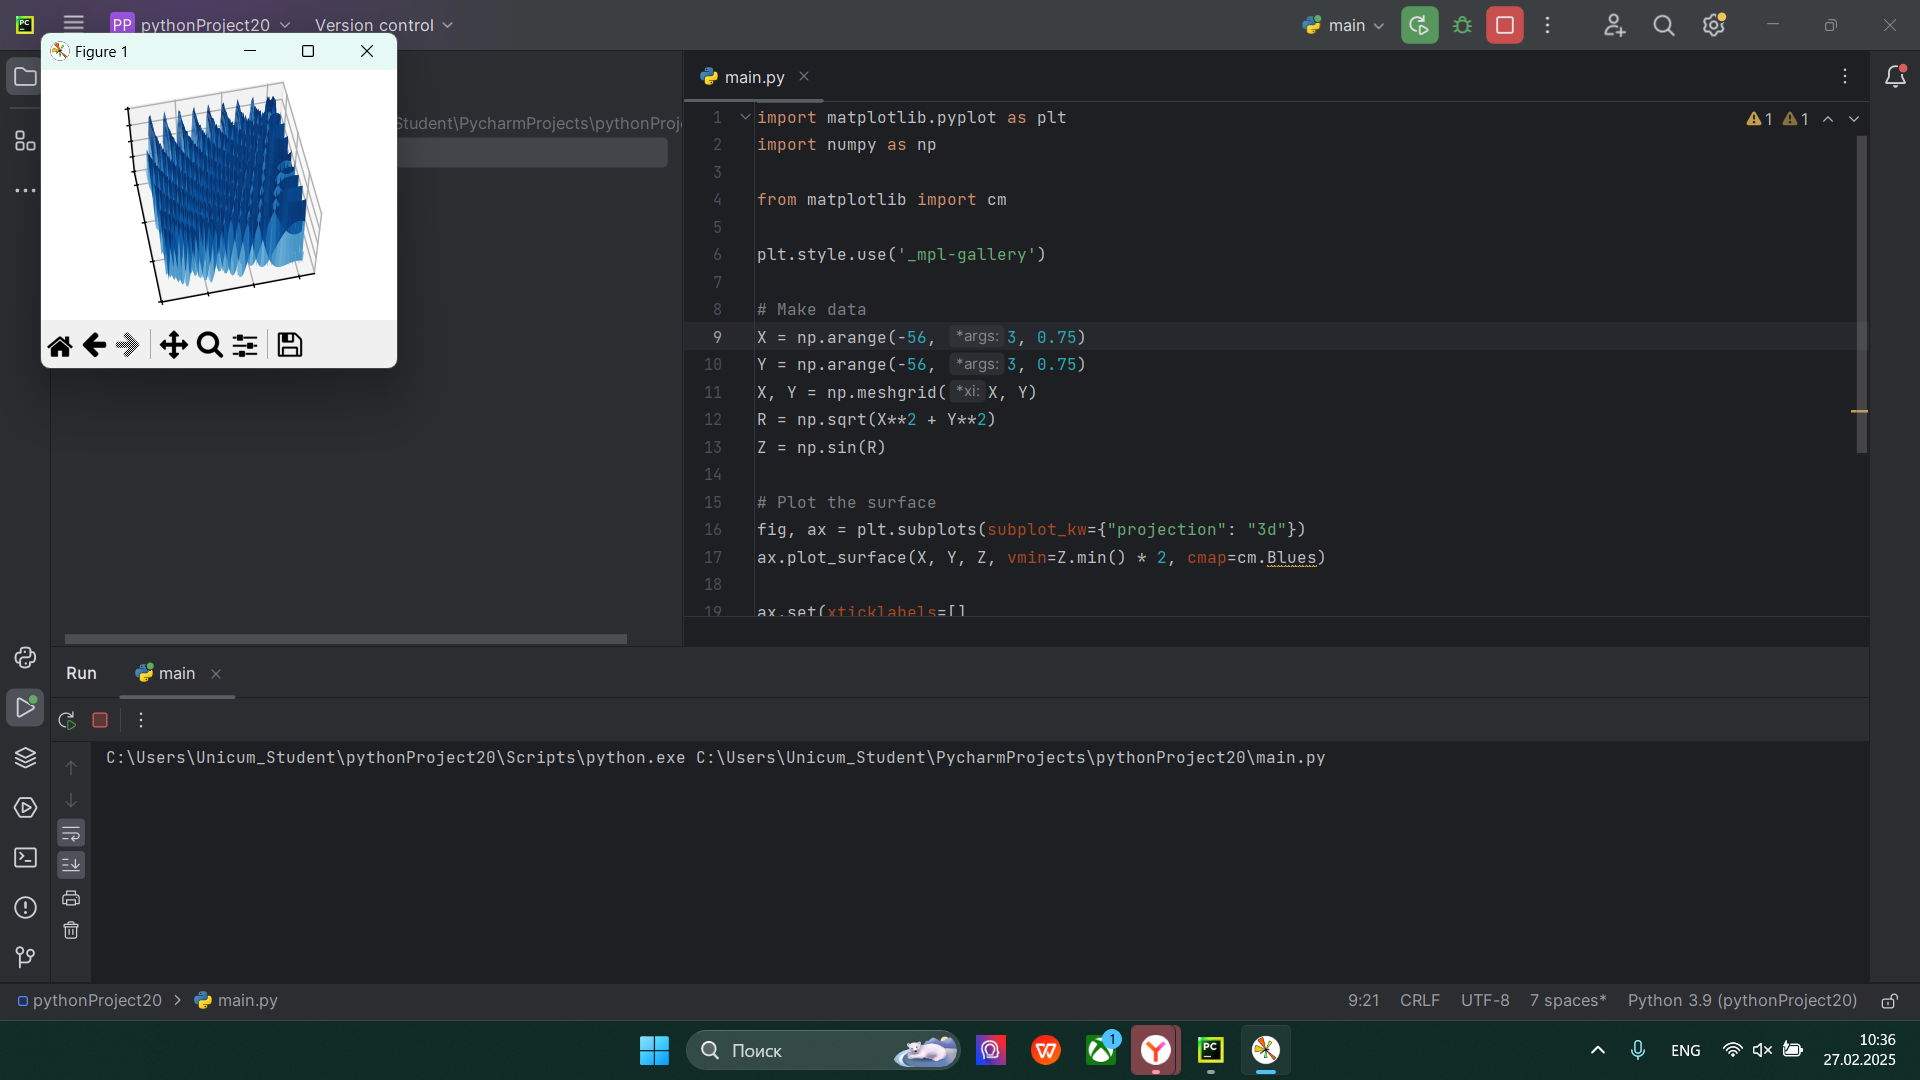 PC
PP pythonProject20
Version control
main
Figure 1
Student\PycharmProjects\pythonProj
main.py
1 import matplotlib.pyplot as plt
1 1
2 import numpy as np
3
4 from matplotlib import cm
5
6 plt.style.use('_mpl-gallery')
7
8 # Make data
9 X = np.arange(-56, *args: 3, 0.75)
10 Y = np.arange(-56, *args: 3, 0.75)
11 X, Y = np.meshgrid( *xi: X, Y)
12 R = np.sqrt(X**2 + Y**2)
13 Z = np.sin(R)
14
15 # Plot the surface
16 fig, ax = plt.subplots(subplot_kw={"projection": "3d"})
17 ax.plot_surface(X, Y, Z, vmin=Z.min() * 2, cmap=cm.Blues)
18
19 ax.set(xticklabels=[]
Run
main
C:\Users\Unicum_Student\pythonProject20\Scripts\python.exe C:\Users\Unicum_Student\PycharmProjects\pythonProject20\main.py
pythonProject20 > main.py
9:21 CRLF UTF-8 7 spaces* Python 3.9 (pythonProject20)
Поиск
1
PC
ENG
10:36
27.02.2025